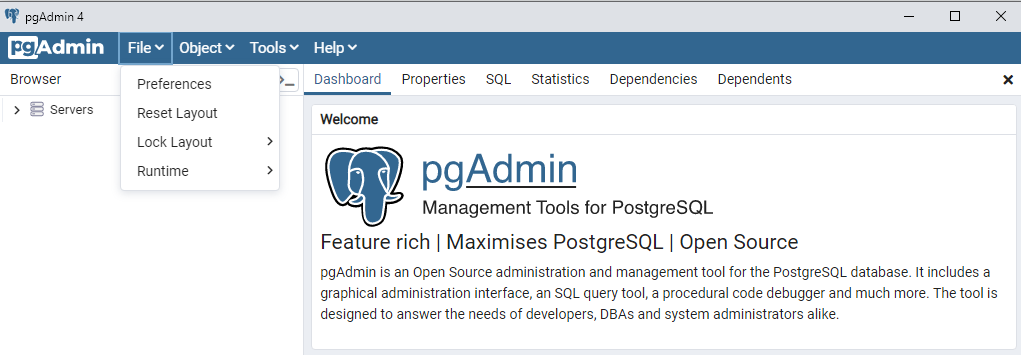 pgAdmin 4
pgAdmin File Object Tools Help
Browser
Dashboard Properties SQL Statistics Dependencies Dependents
Preferences
Reset Layout
Lock Layout
Runtime
Servers
Welcome
pgAdmin
Management Tools for PostgreSQL
Feature rich | Maximises PostgreSQL | Open Source
pgAdmin is an Open Source administration and management tool for the PostgreSQL database. It includes a
graphical administration interface, an SQL query tool, a procedural code debugger and much more. The tool is
designed to answer the needs of developers, DBAs and system administrators alike.